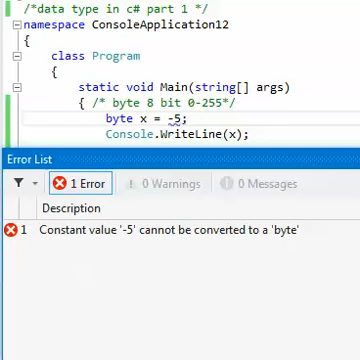 /*data type in c# part 1 */
namespace ConsoleApplication12
{
class Program
{
static void Main(string[] args)
{ /* byte 8 bit 0-255*/
byte x = -5;
Console.WriteLine(x);
Error List
1 Error
0 Warnings
0 Messages
Description
1 Constant value '-5' cannot be converted to a 'byte'